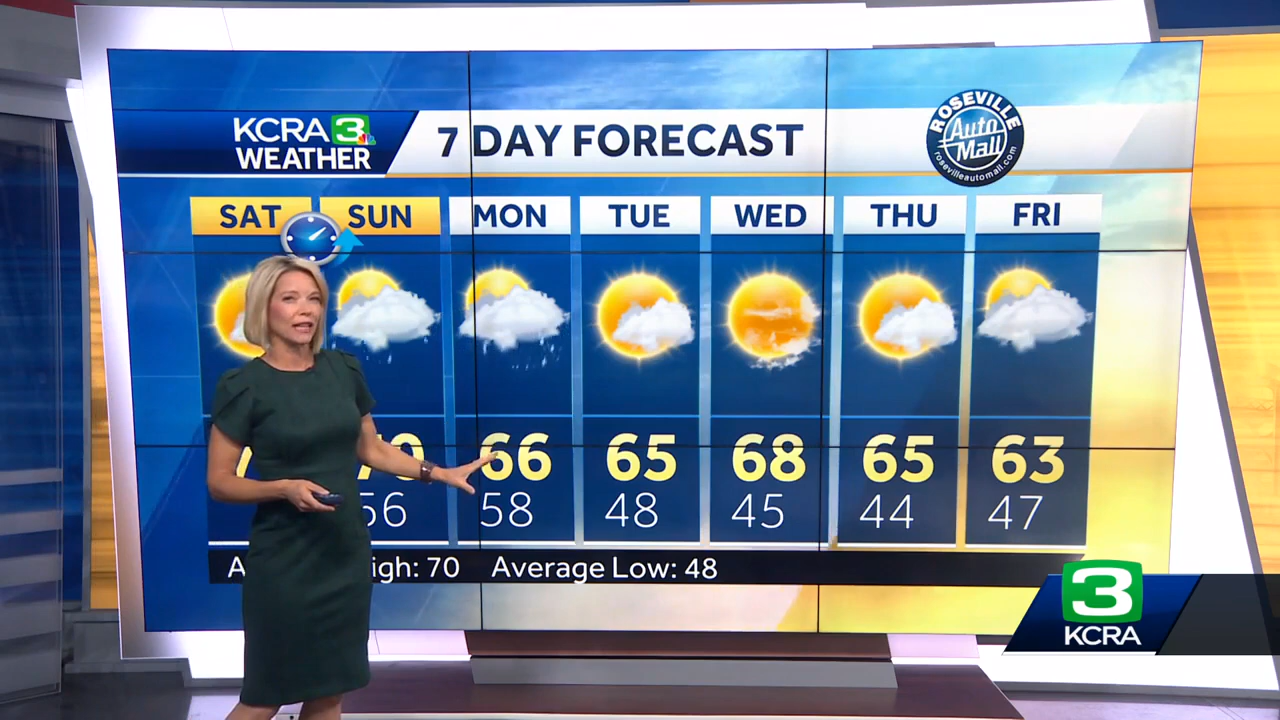 KCRA 3
WEATHER
7 DAY FORECAST
ROSEVILLE
Auto
Mall
rosevilleautomall.com
SAT SUN MON TUE WED THU FRI
66 65 68 65 63
56 58 48 45 44 47
70 Average Low: 48
3
KCRA